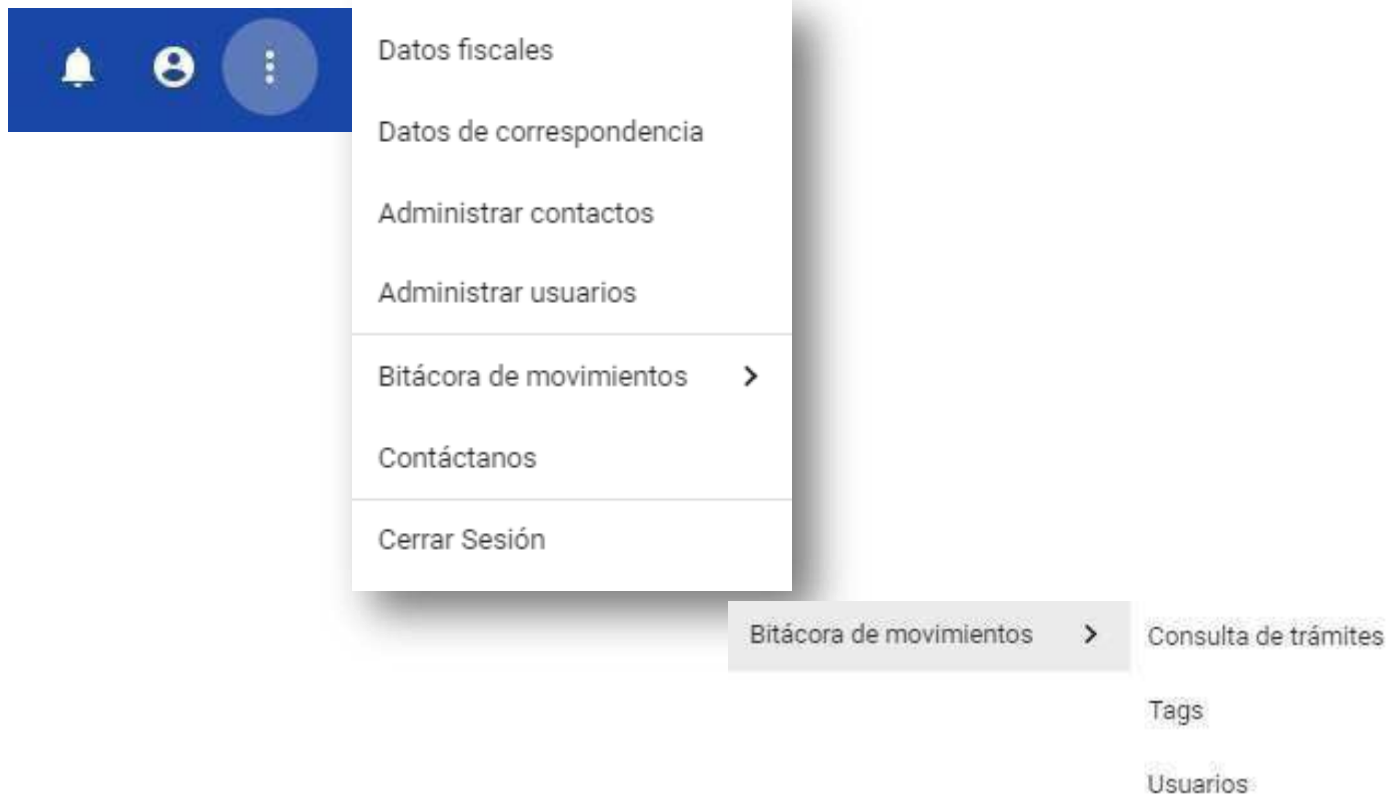 Datos fiscales
Datos de correspondencia
Administrar contactos
Administrar usuarios
Bitácora de movimientos
Contáctanos
Cerrar Sesión
Bitácora de movimientos
Consulta de trámites
Tags
Usuarios